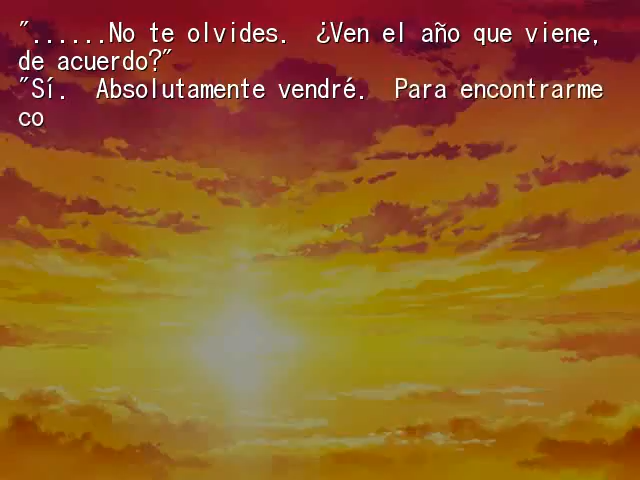 "......No te olvides.  ¿Ven el año que viene,
de acuerdo?"
"Sí.  Absolutamente vendré.  Para encontrarme
co